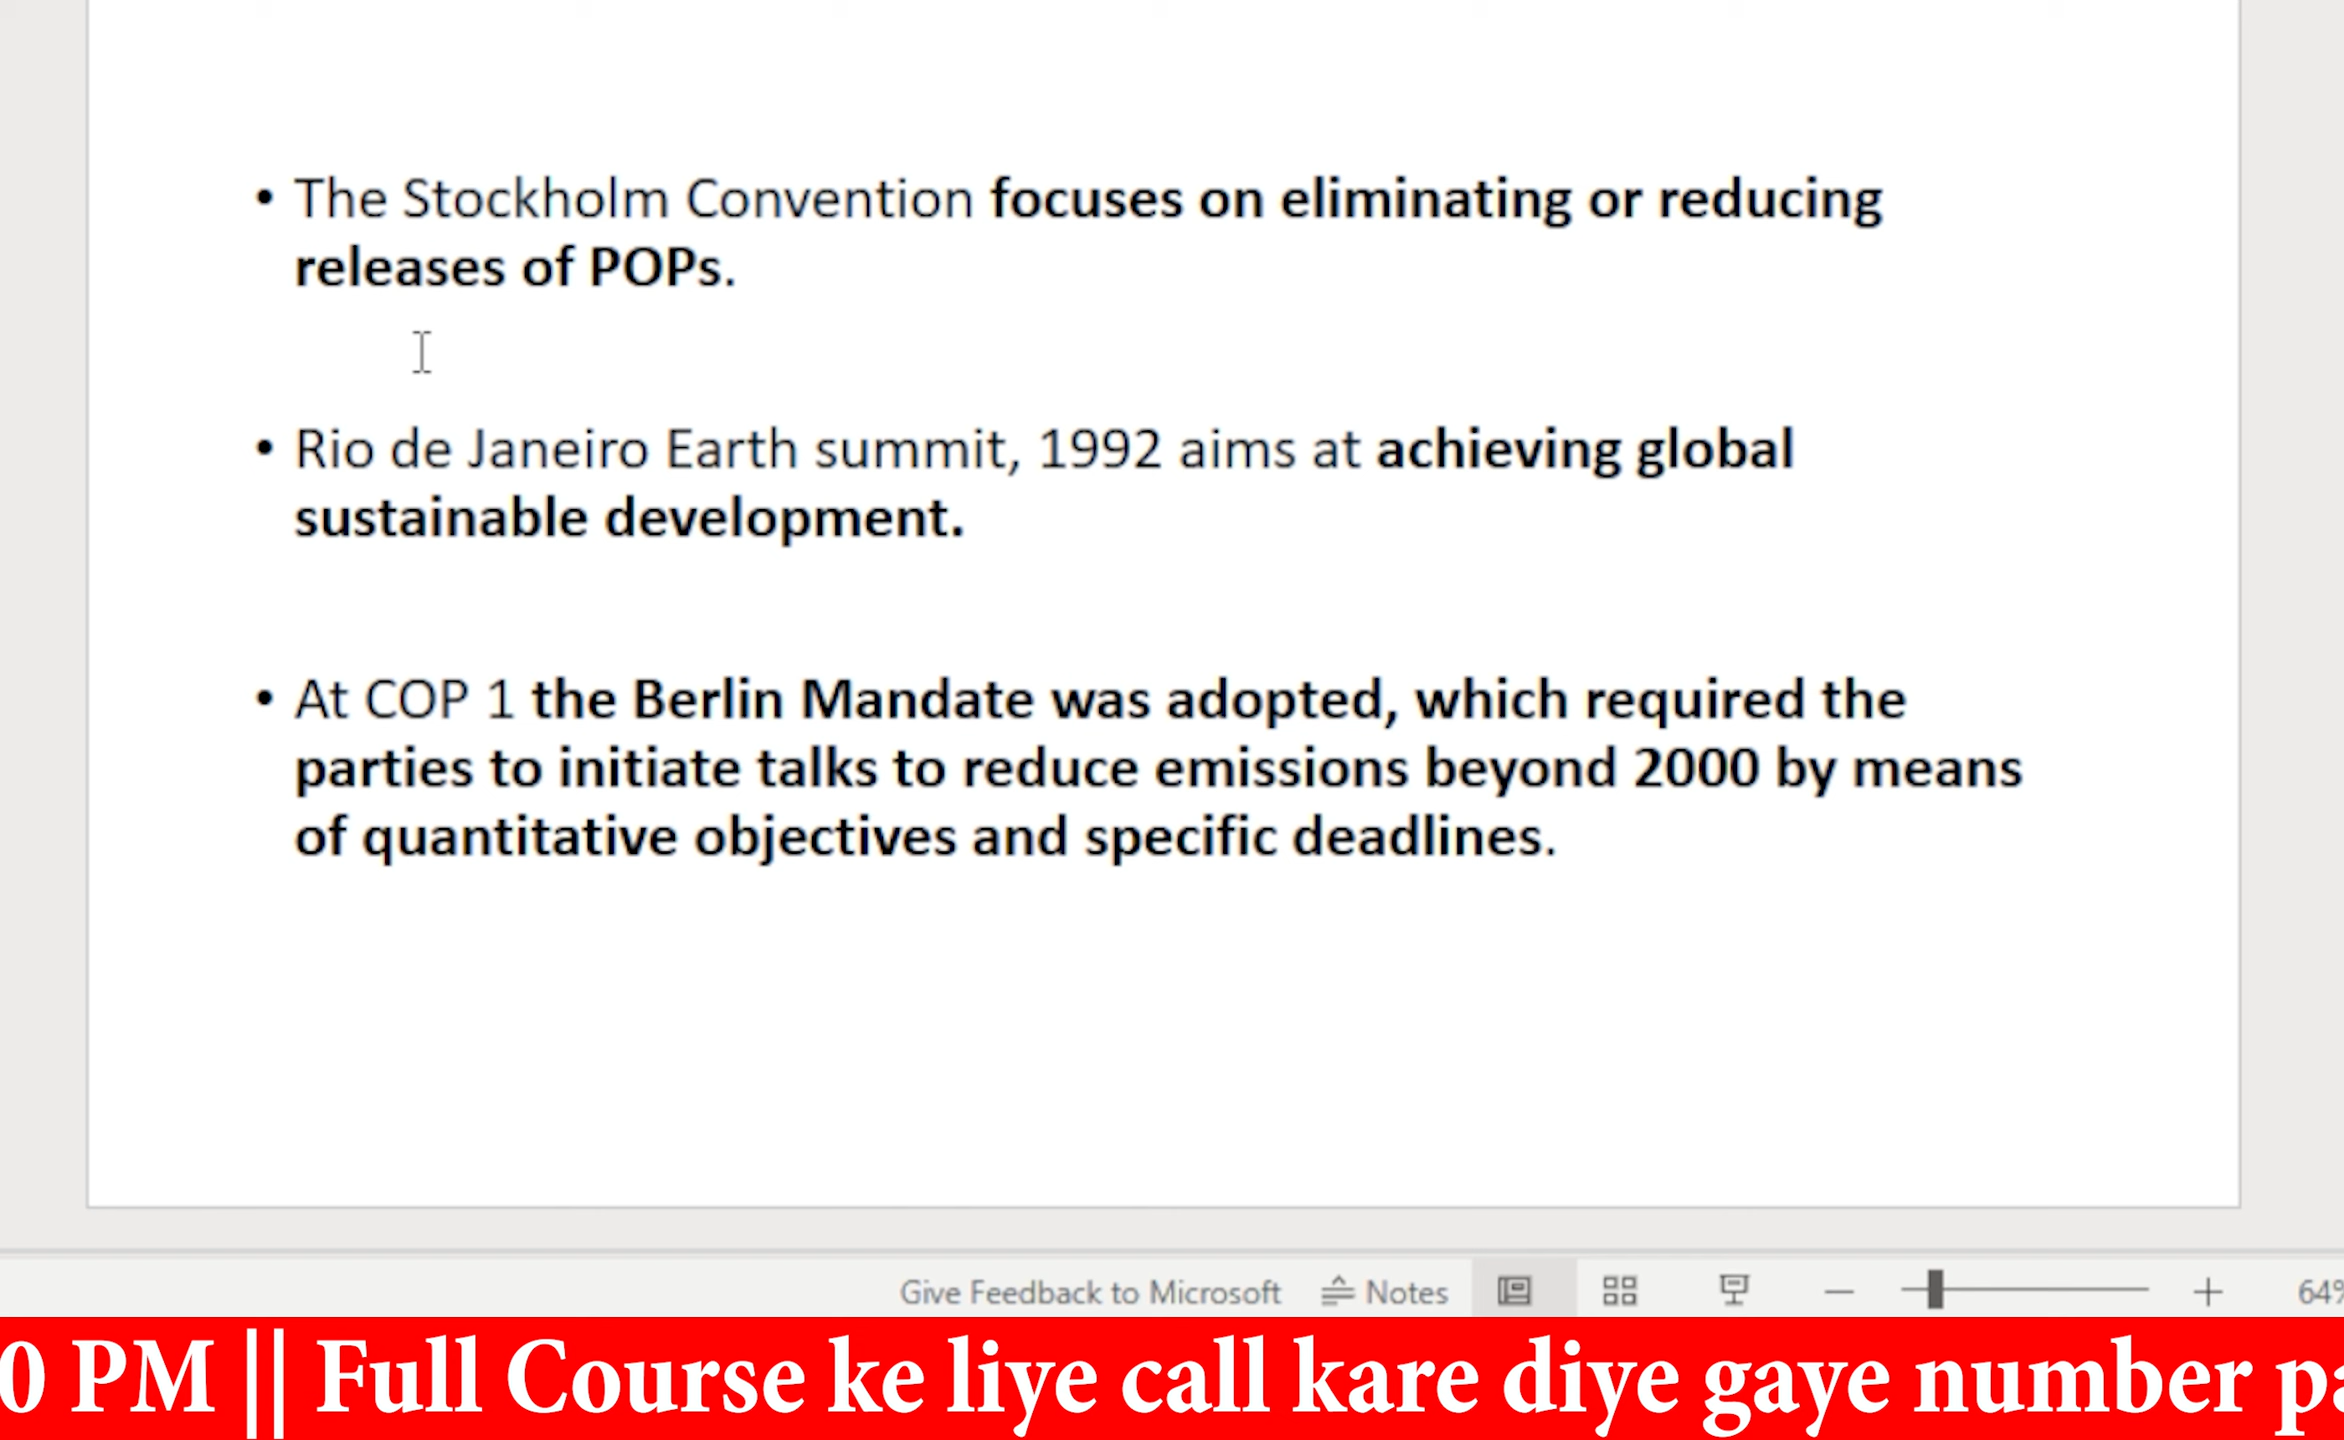 • The Stockholm Convention focuses on eliminating or reducing
releases of POPs.
• Rio de Janeiro Earth summit, 1992 aims at achieving global
sustainable development.
• At COP 1 the Berlin Mandate was adopted, which required the
parties to initiate talks to reduce emissions beyond 2000 by means
of quantitative objectives and specific deadlines.
Give Feedback to Microsoft Notes 64%
0 PM || Full Course ke liye call kare diye gaye number pa